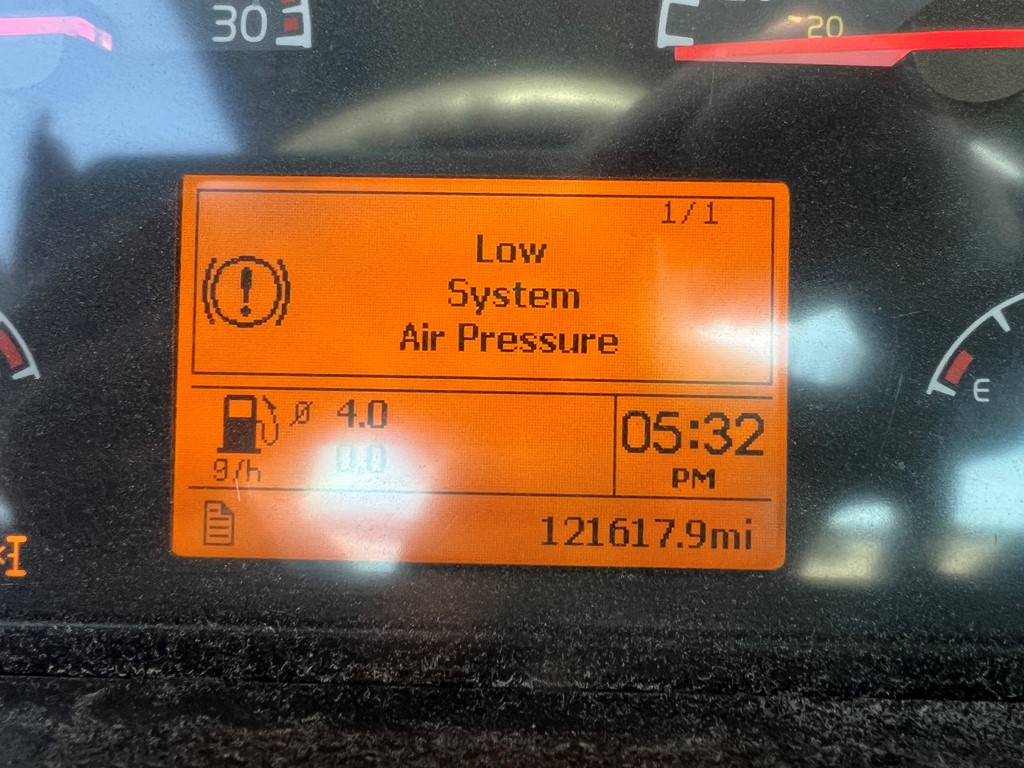 30
20
1/1
Low
System
Air Pressure
ø 4.0
0.0
g/h
05:32
PM
121617.9mi
E